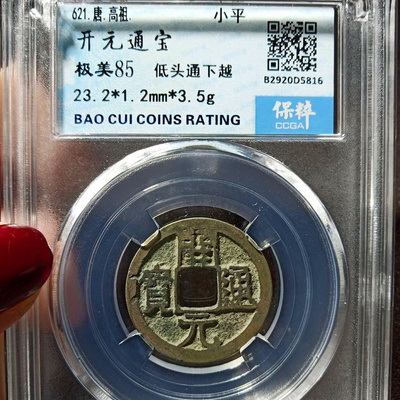 621.唐.高祖. 小平
开元通宝
极美85 低头通下越
23.2*1.2mm*3.5g
BAO CUI COINS RATING
B2920D5816
保粹
CCGA
開
寶 通
元